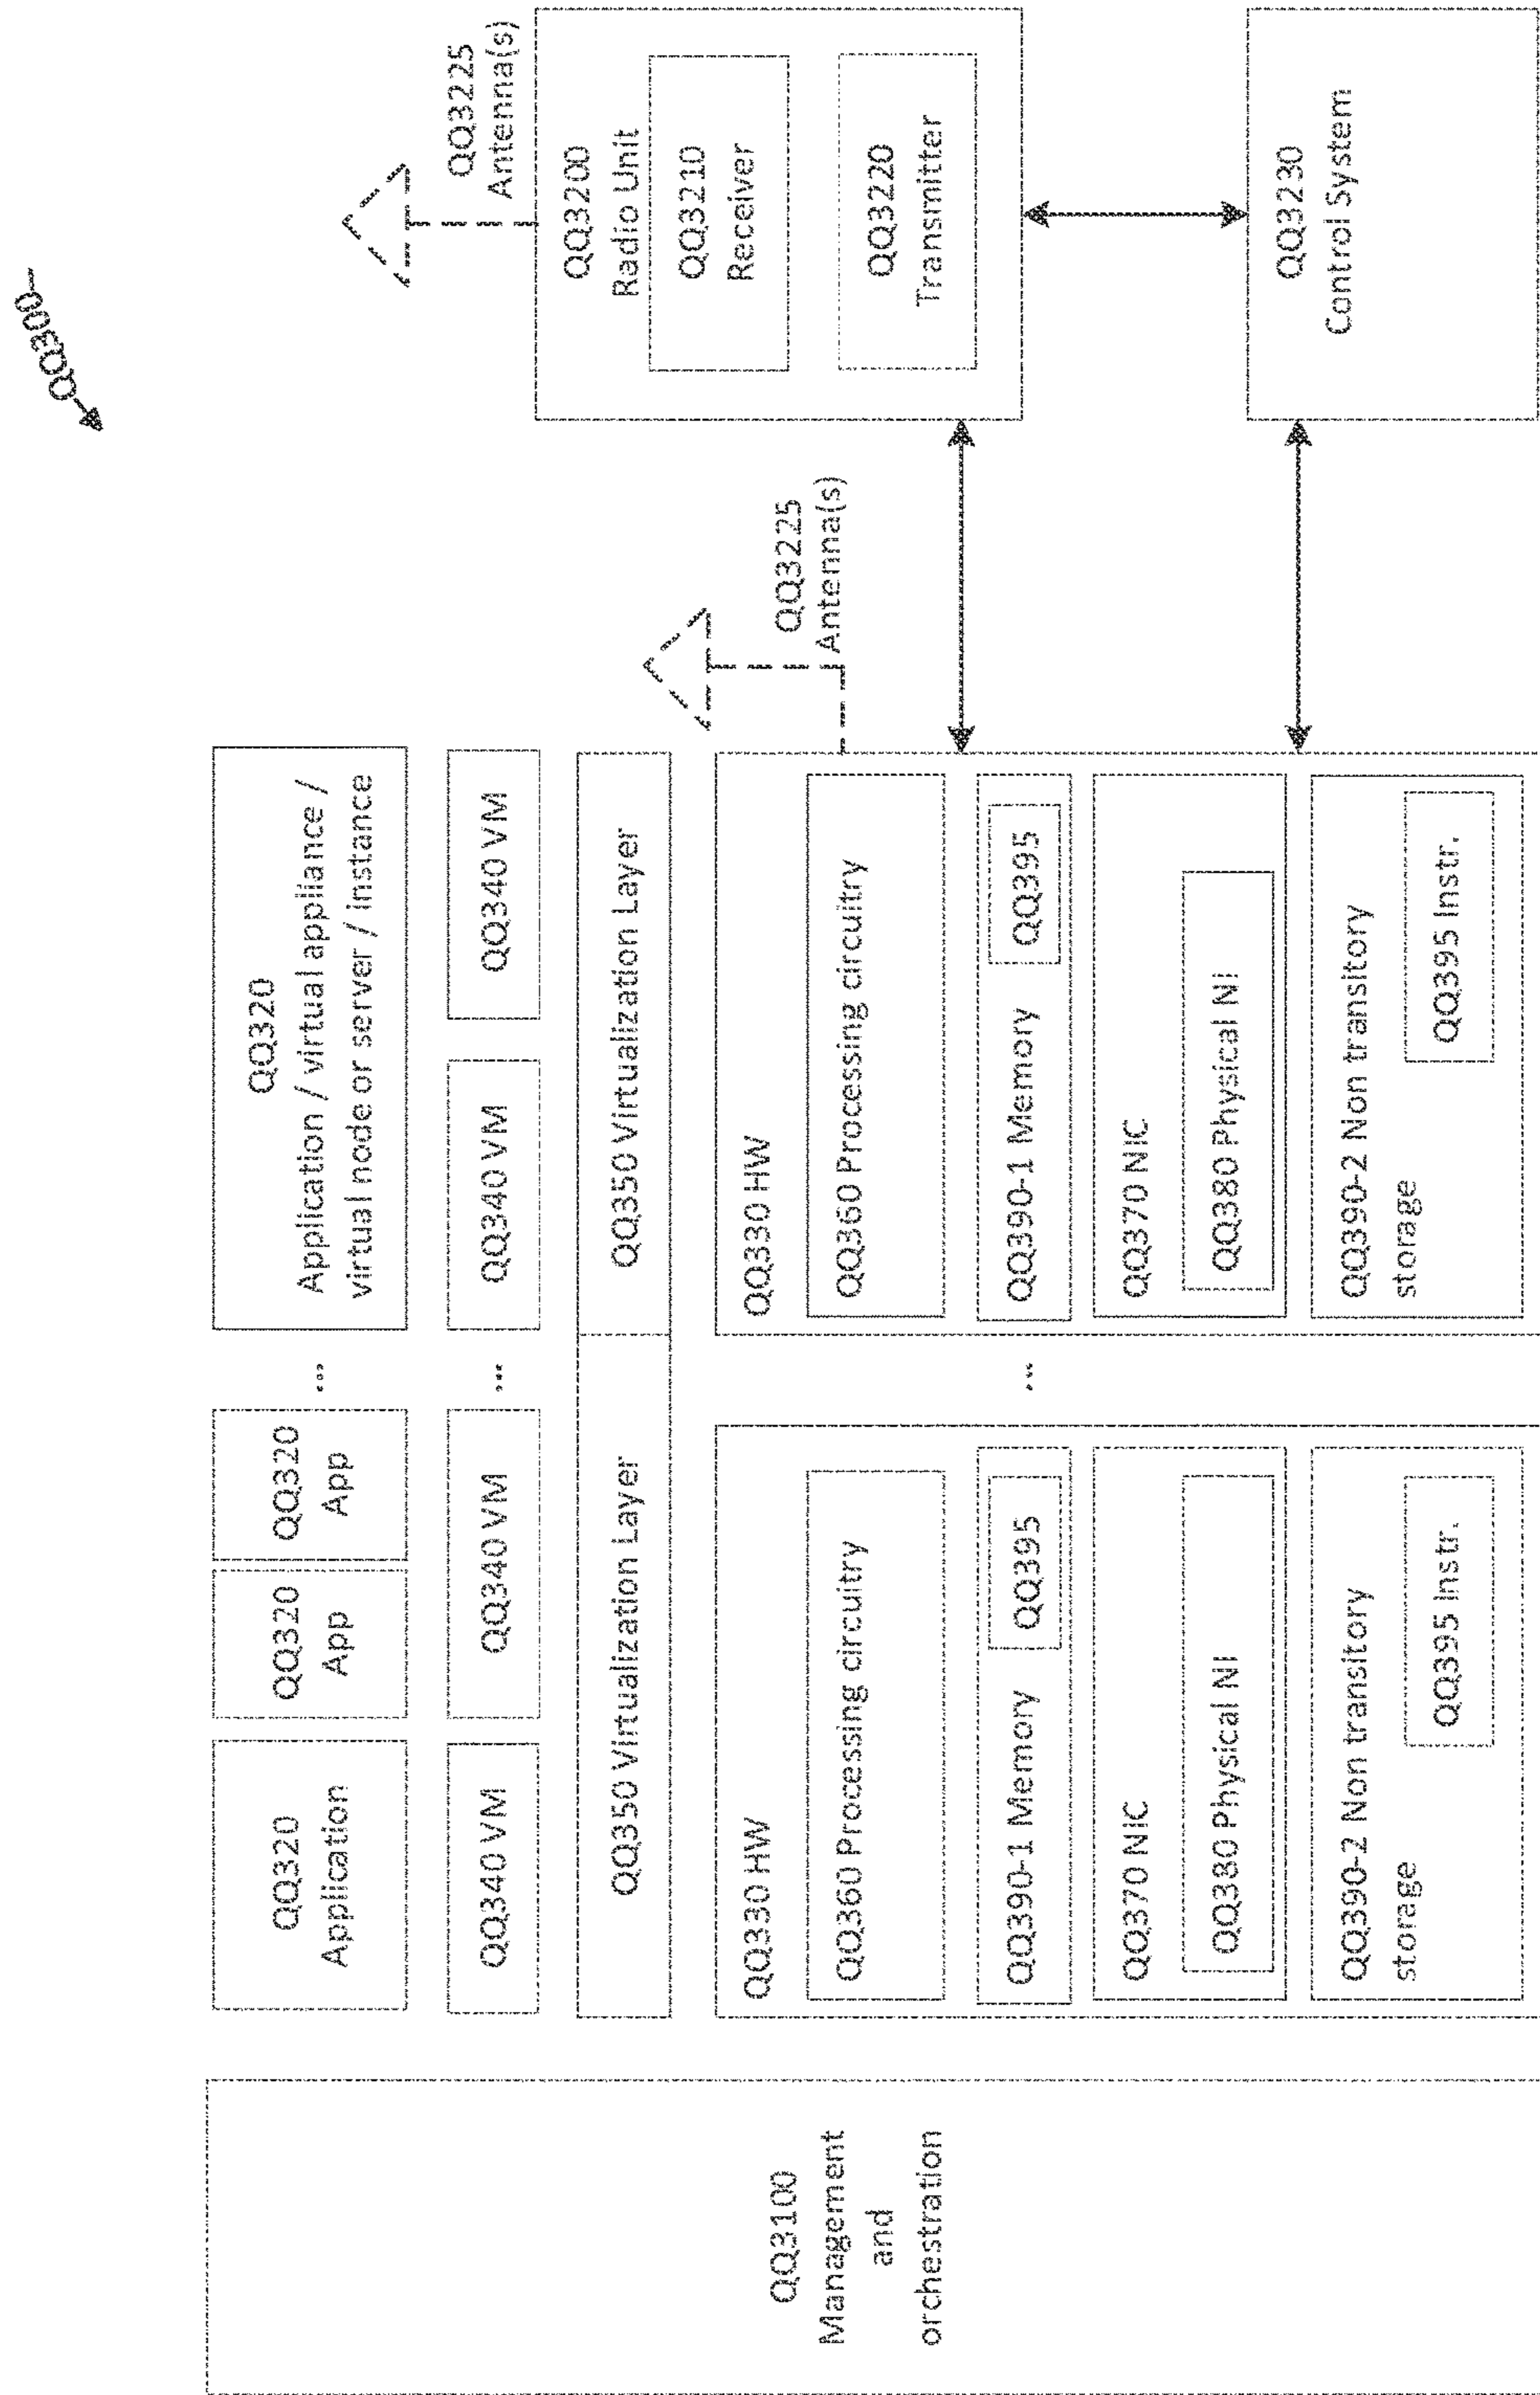 QQ300
QQ3100
Management
and
orchestration
QQ320
Application
QQ320
App
QQ320
App
...
QQ320
Application / virtual appliance /
virtual node or server / instance
QQ340 VM
QQ340 VM
...
QQ340 VM
QQ340 VM
QQ350 Virtualization Layer
QQ350 Virtualization Layer
QQ330 HW
QQ360 Processing circuitry
QQ390-1 Memory
QQ395
QQ370 NIC
QQ380 Physical NI
QQ390-2 Non transitory
storage
QQ395 Instr.
...
QQ330 HW
QQ360 Processing circuitry
QQ390-1 Memory
QQ395
QQ370 NIC
QQ380 Physical NI
QQ390-2 Non transitory
storage
QQ395 Instr.
QQ3225
Antenna(s)
QQ3225
Antenna(s)
QQ3200
Radio Unit
QQ3210
Receiver
QQ3220
Transmitter
QQ3230
Control System